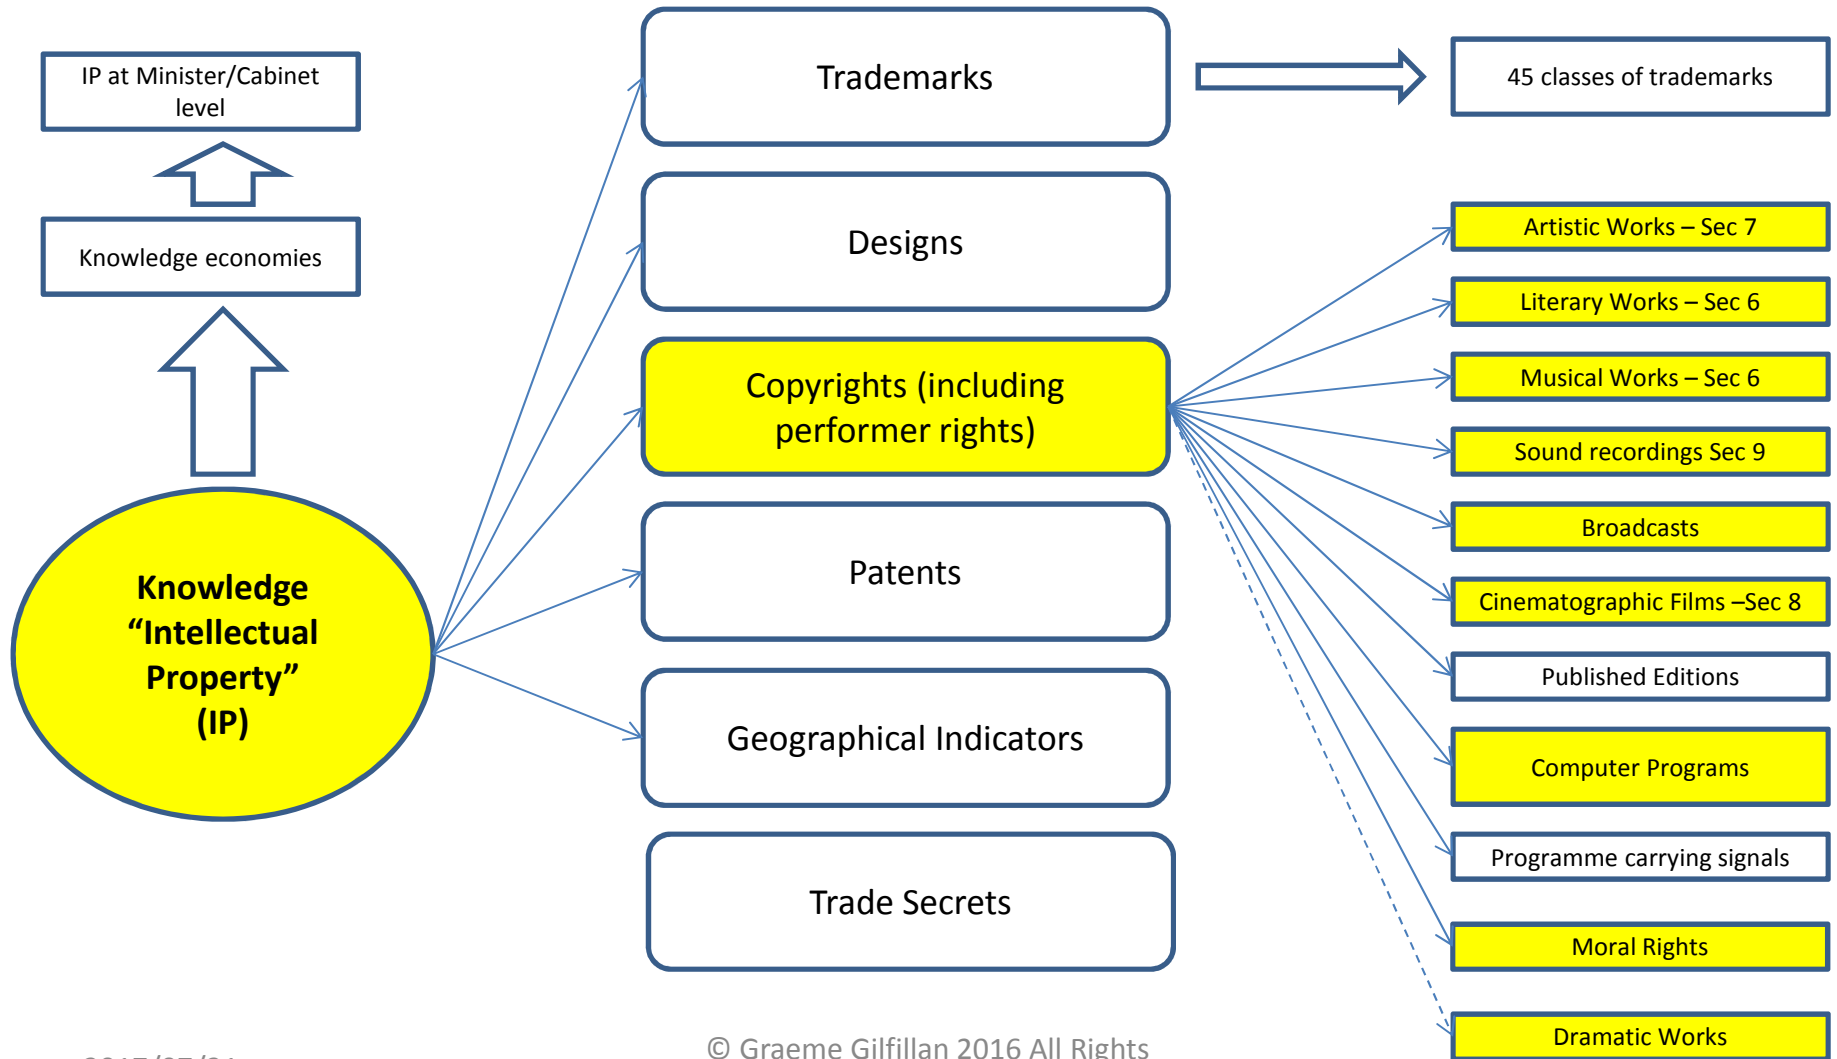 IP at Minister/Cabinet
level
Knowledge economies
Knowledge
“Intellectual
Property”
(IP)
Trademarks
Designs
Copyrights (including
performer rights)
Patents
Geographical Indicators
Trade Secrets
45 classes of trademarks
Artistic Works – Sec 7
Literary Works – Sec 6
Musical Works – Sec 6
Sound recordings Sec 9
Broadcasts
Cinematographic Films –Sec 8
Published Editions
Computer Programs
Programme carrying signals
Moral Rights
Dramatic Works
© Graeme Gilfillan 2016 All Rights